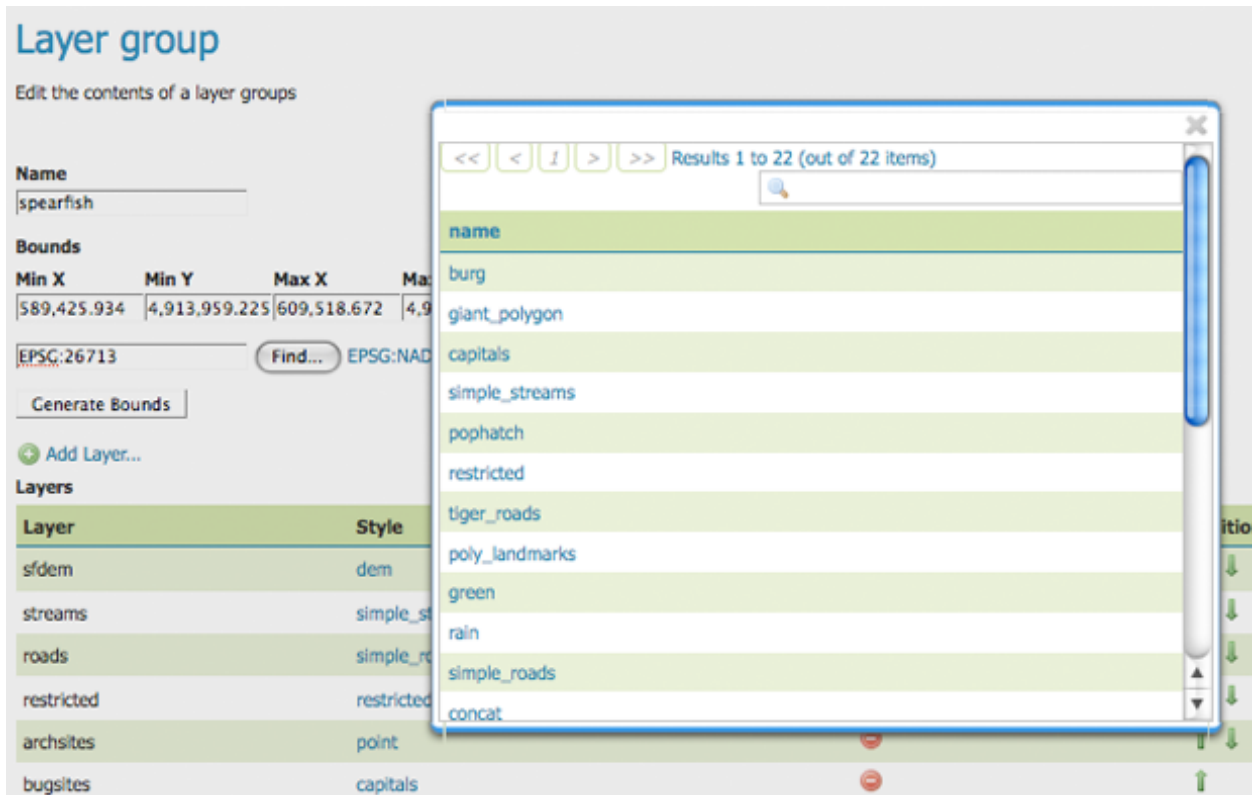 Layer group
Edit the contents of a layer groups
Name
spearfish
Bounds
Min X Min Y Max X
589,425.934 4,913,959.225 609,518.672
EPSG:26713 Find... EPSG:NAD
Generate Bounds
Add Layer...
Layers
Layer Style
sfdem dem
streams
roads
restricted restricted
archsites point
bugsites capitals
<< < 1 > >> Results 1 to 22 (out of 22 items)
name
burg
giant_polygon
capitals
simple_streams
pophatch
restricted
tiger_roads
poly_landmarks
green
rain
simple_roads
concat